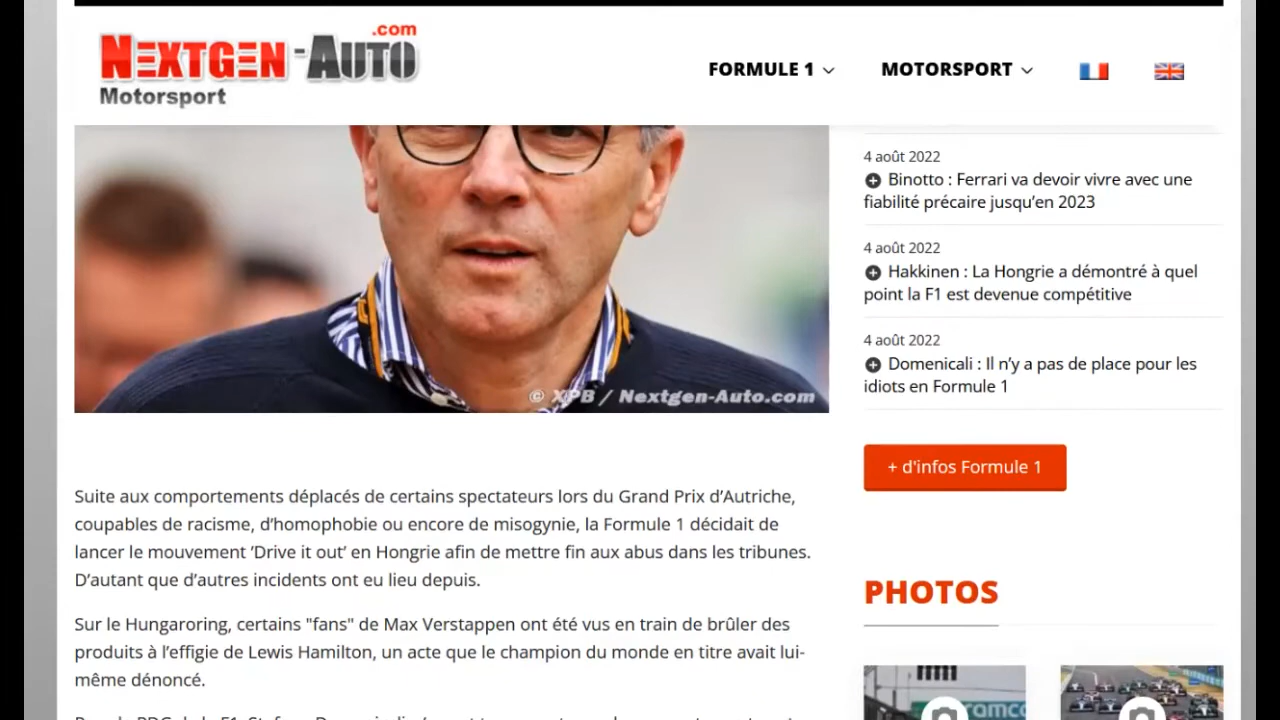 .com
NEXTGEN-AUTO
Motorsport
FORMULE 1
MOTORSPORT
© XPB / Nextgen-Auto.com
Suite aux comportements déplacés de certains spectateurs lors du Grand Prix d’Autriche,
coupables de racisme, d’homophobie ou encore de misogynie, la Formule 1 décidait de
lancer le mouvement ’Drive it out’ en Hongrie afin de mettre fin aux abus dans les tribunes.
D’autant que d’autres incidents ont eu lieu depuis.
Sur le Hungaroring, certains "fans" de Max Verstappen ont été vus en train de brûler des
produits à l’effigie de Lewis Hamilton, un acte que le champion du monde en titre avait lui-
même dénoncé.
4 août 2022
Binotto : Ferrari va devoir vivre avec une
fiabilité précaire jusqu’en 2023
4 août 2022
Hakkinen : La Hongrie a démontré à quel
point la F1 est devenue compétitive
4 août 2022
Domenicali : Il n’y a pas de place pour les
idiots en Formule 1
+ d'infos Formule 1
PHOTOS